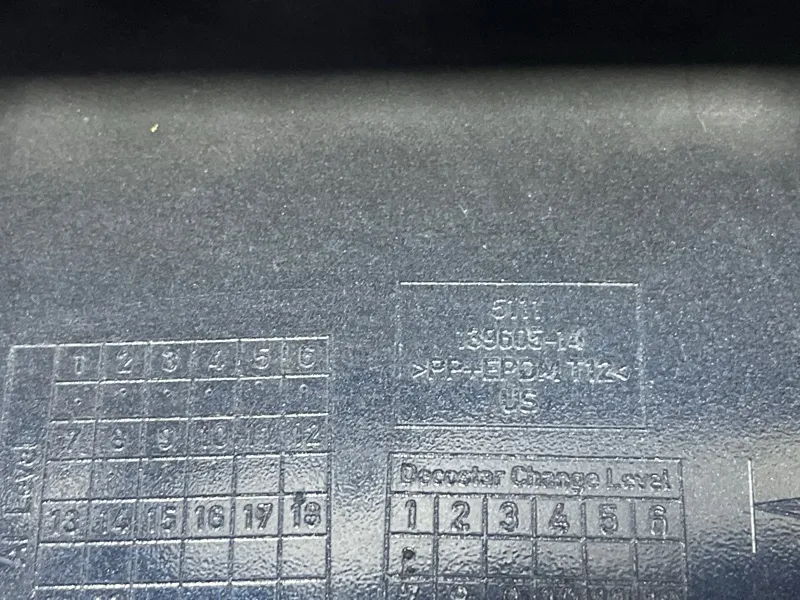 5111
139605-14
>PP+EPDM T12<
US
1 2 3 4 5 6
7 8 9 10 11 12
13 14 15 16 17 18
Decostar Change Level
1 2 3 4 5 6